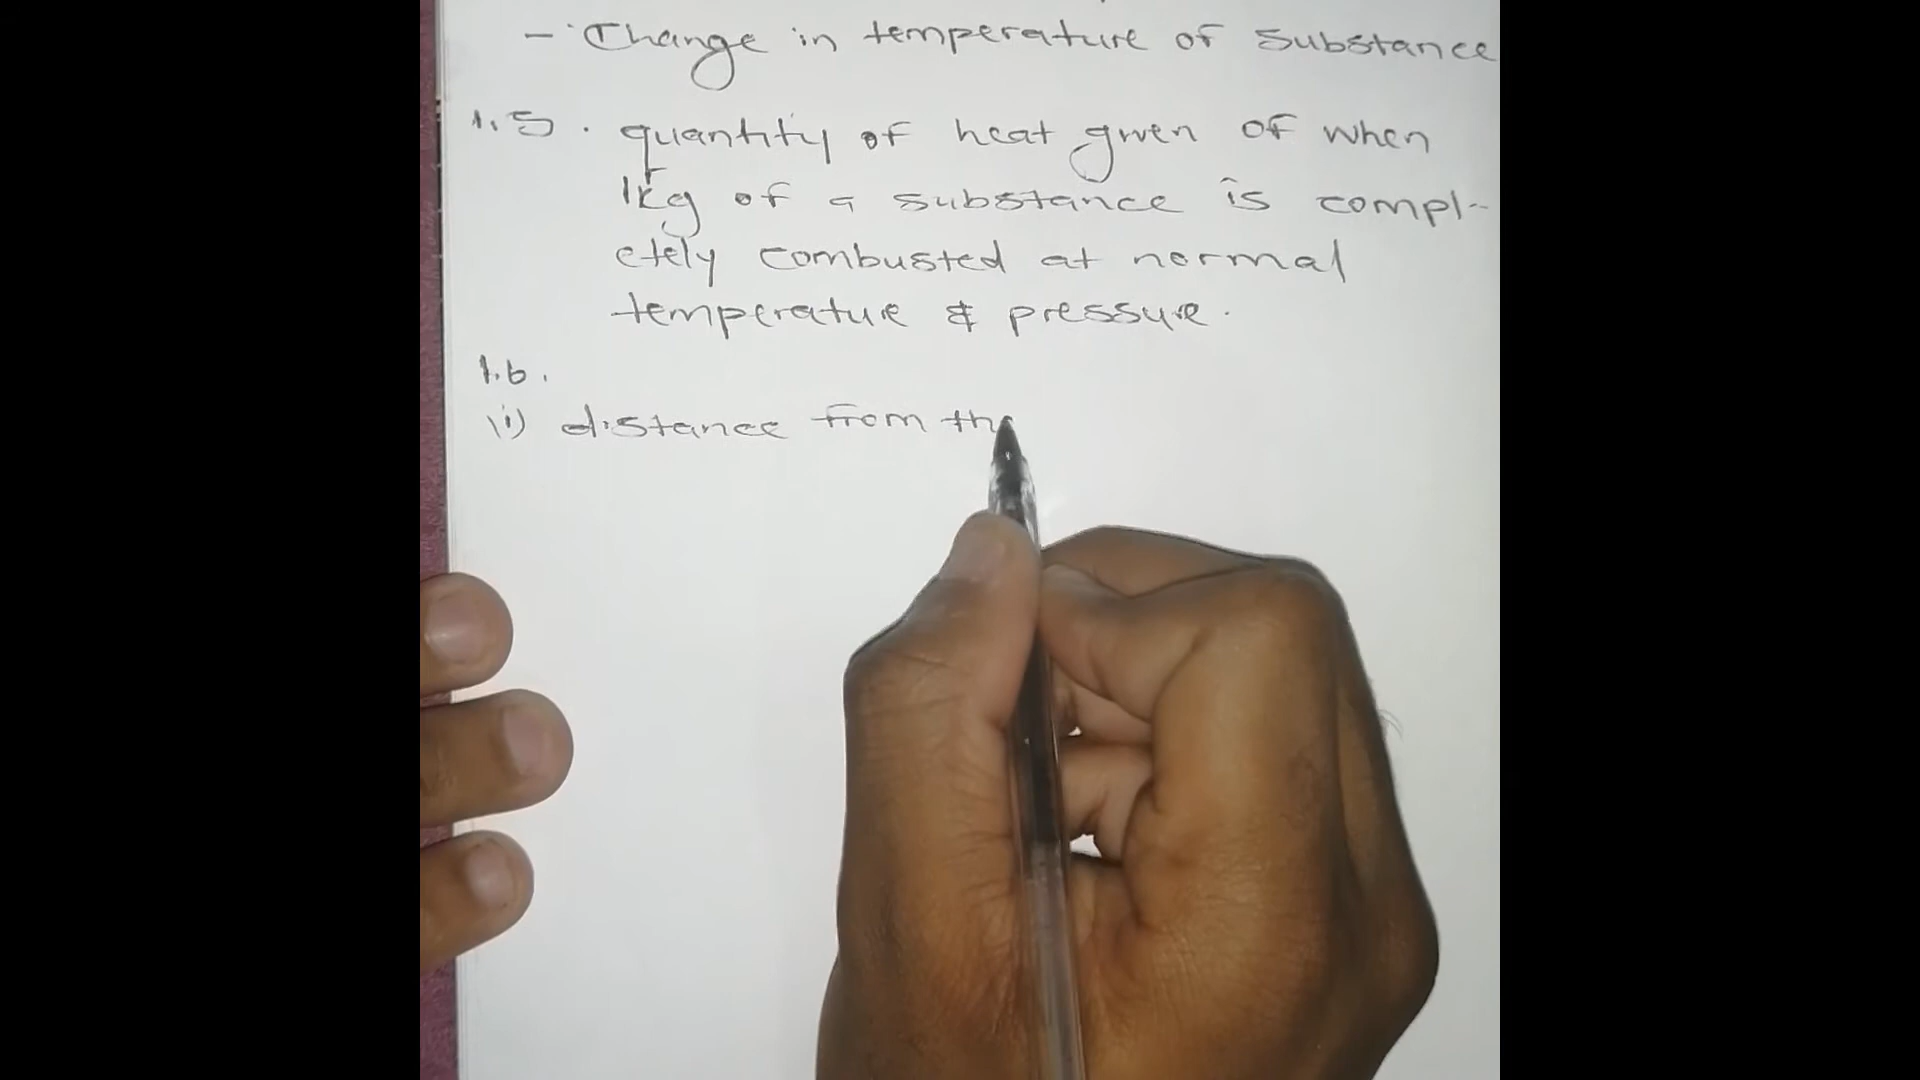 - Change in temperature of substance
1.5. quantity of heat given of when
1kg of a substance is compl-
etely combusted at normal
temperature & pressure.
1.6.
(i) distance from the